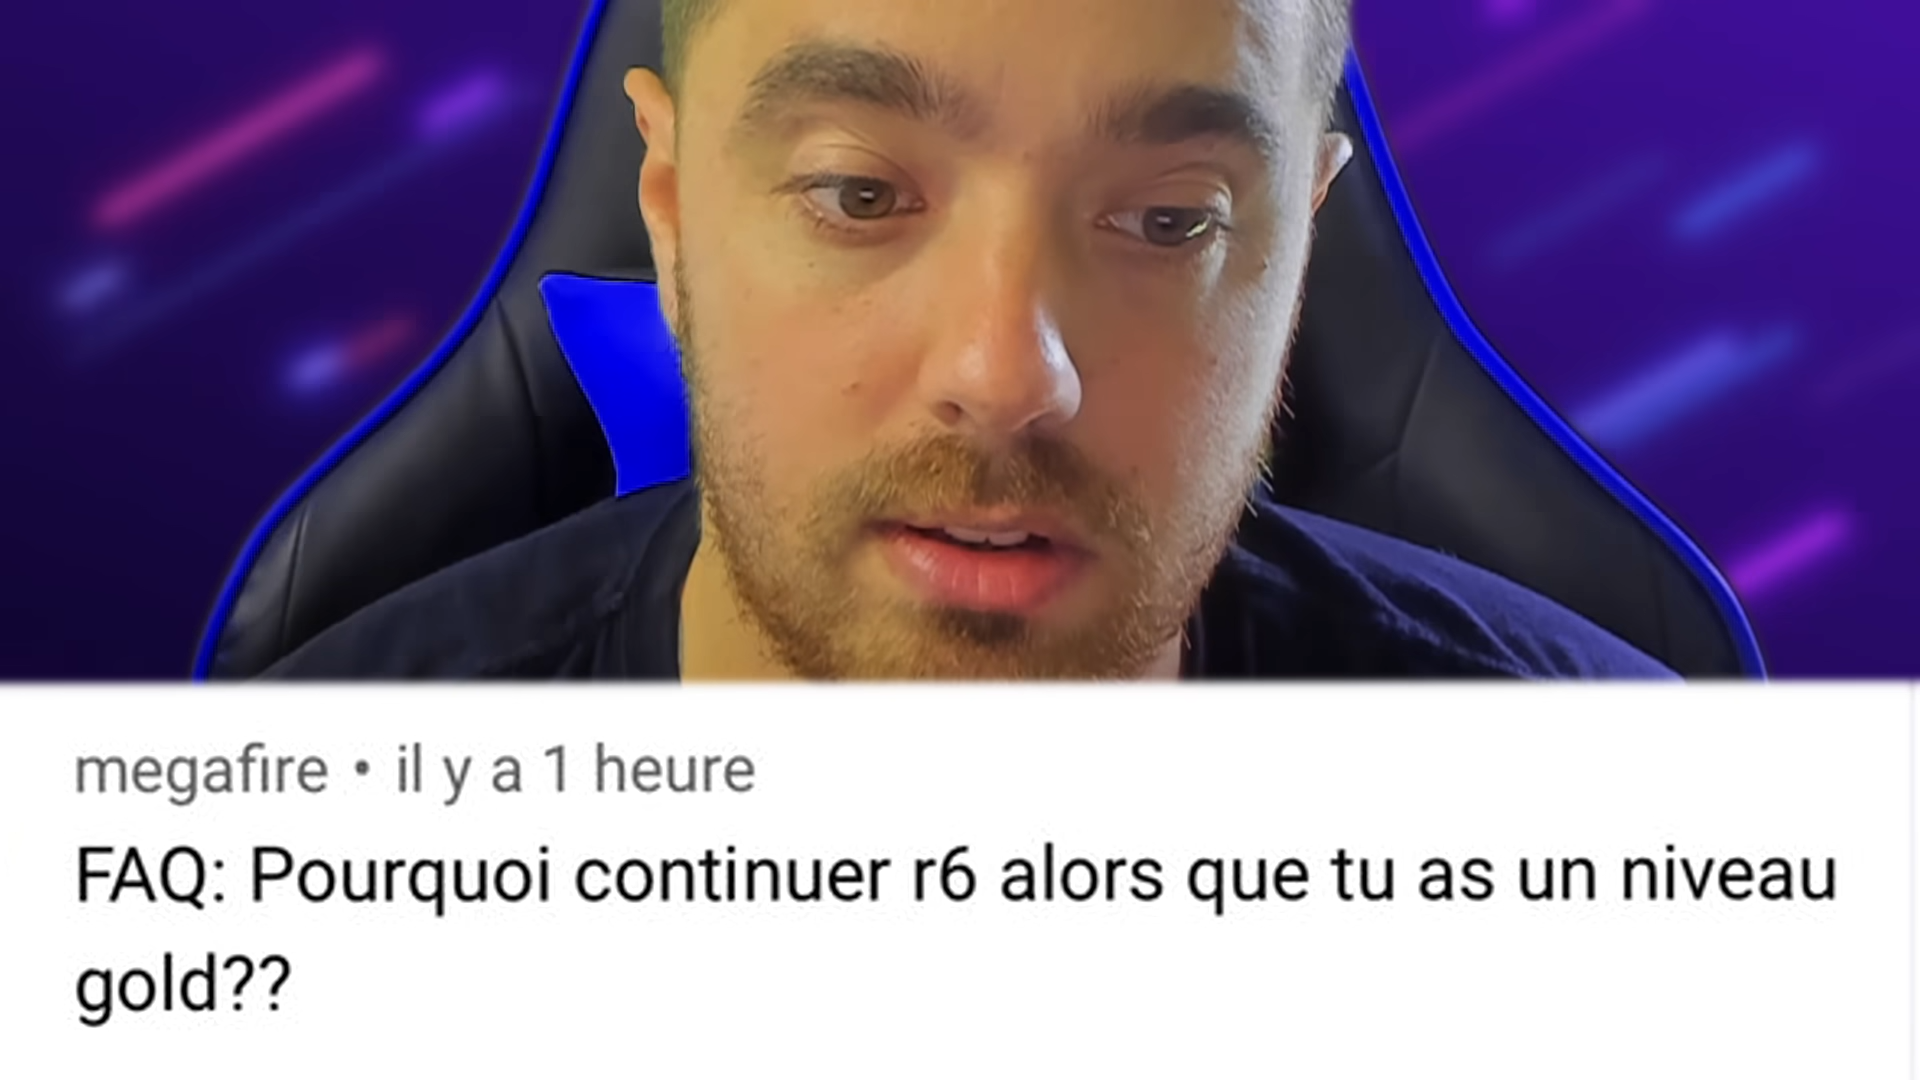 megafire • il y a 1 heure
FAQ: Pourquoi continuer r6 alors que tu as un niveau
gold??